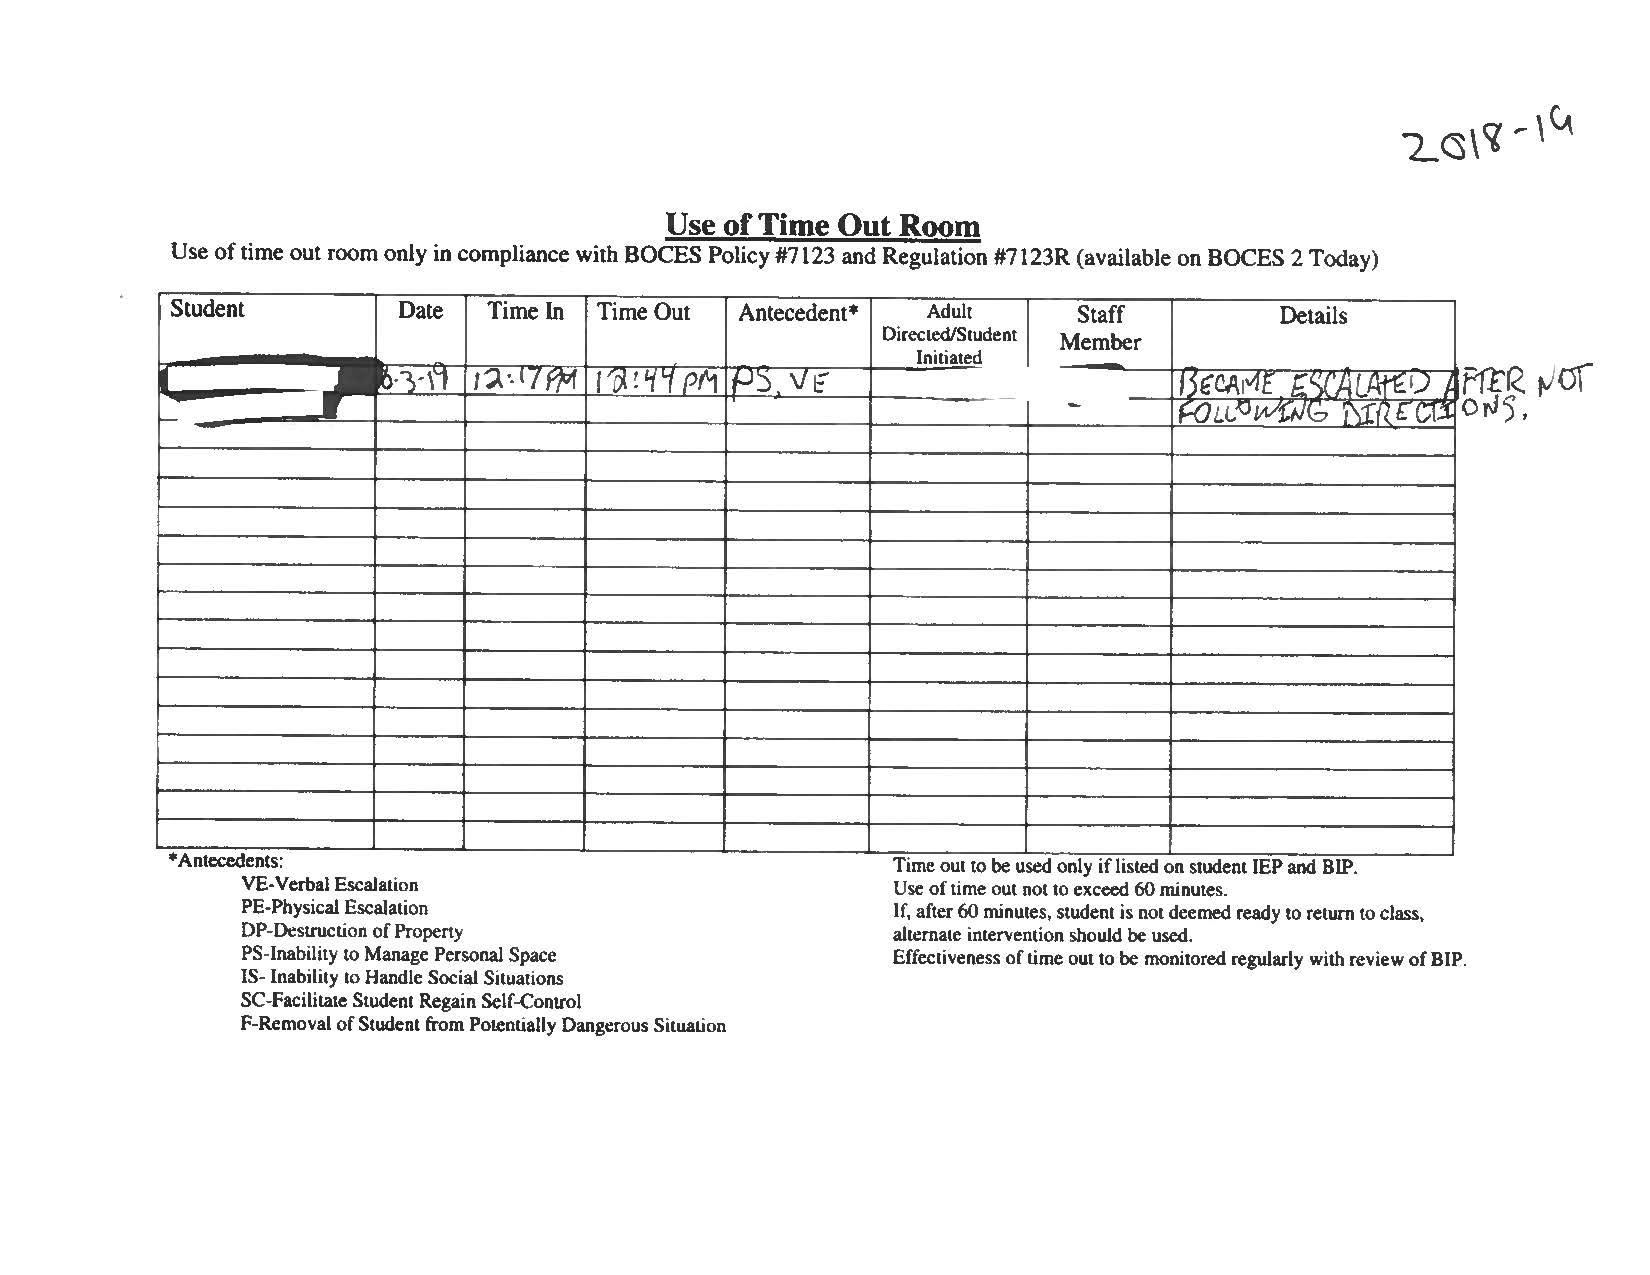 2018-19
Use of Time Out Room
Use of time out room only in compliance with BOCES Policy #7123 and Regulation #7123R (available on BOCES 2 Today)
Student Date Time In Time Out Antecedent* Adult Directed/Student Initiated Staff Member Details
-3-19 12:17 PM 12:44 PM PS, VE BECAME ESCALATED AFTER NOT
FOLLOWING DIRECTIONS.
*Antecedents:
VE-Verbal Escalation
PE-Physical Escalation
DP-Destruction of Property
PS-Inability to Manage Personal Space
IS- Inability to Handle Social Situations
SC-Facilitate Student Regain Self-Control
F-Removal of Student from Potentially Dangerous Situation
Time out to be used only if listed on student IEP and BIP.
Use of time out not to exceed 60 minutes.
If, after 60 minutes, student is not deemed ready to return to class,
alternate intervention should be used.
Effectiveness of time out to be monitored regularly with review of BIP.